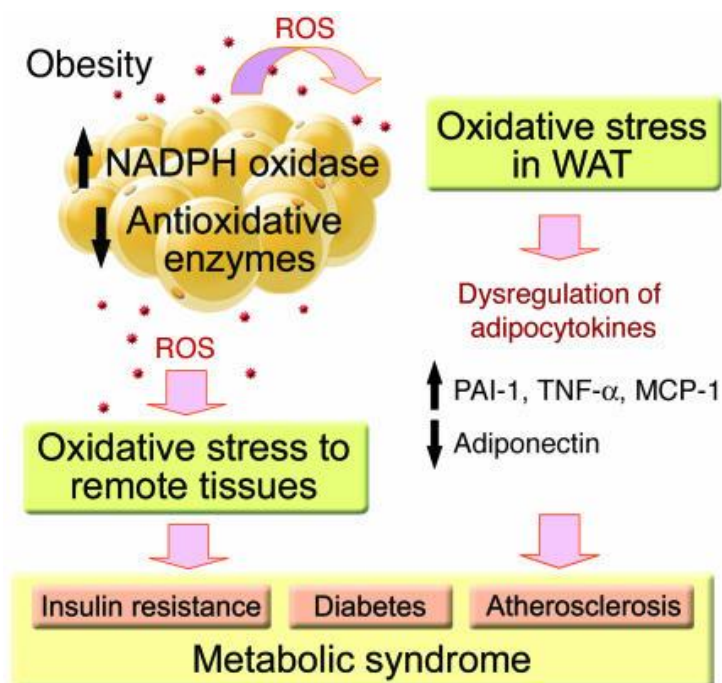 ROS
Obesity
NADPH oxidase
Antioxidative
enzymes
ROS
Oxidative stress to
remote tissues
Oxidative stress
in WAT
Dysregulation of
adipocytokines
PAI-1, TNF-α, MCP-1
Adiponectin
Insulin resistance
Diabetes
Atherosclerosis
Metabolic syndrome